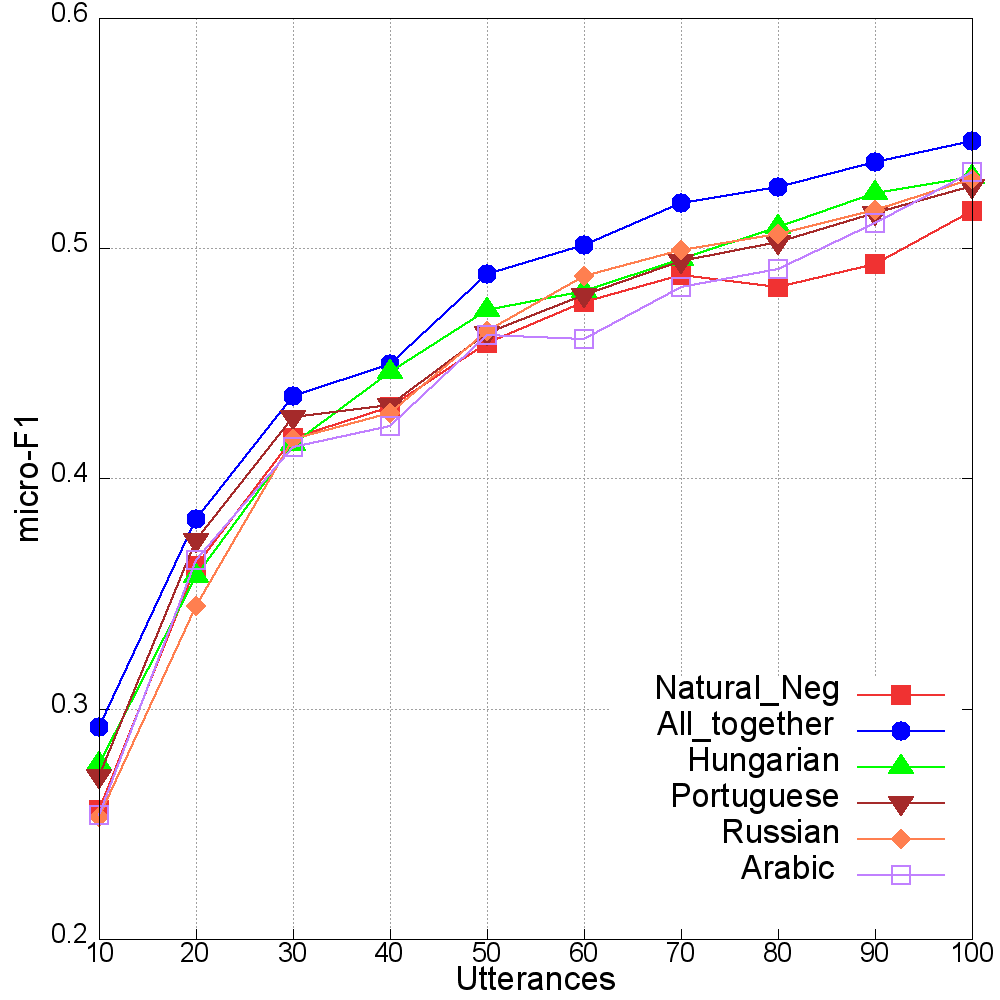 0.6
0.5
0.4
0.3
0.2
micro-F1
Natural_Neg
All_together
Hungarian
Portuguese
Russian
Arabic
10 20 30 40 50 60 70 80 90 100
Utterances